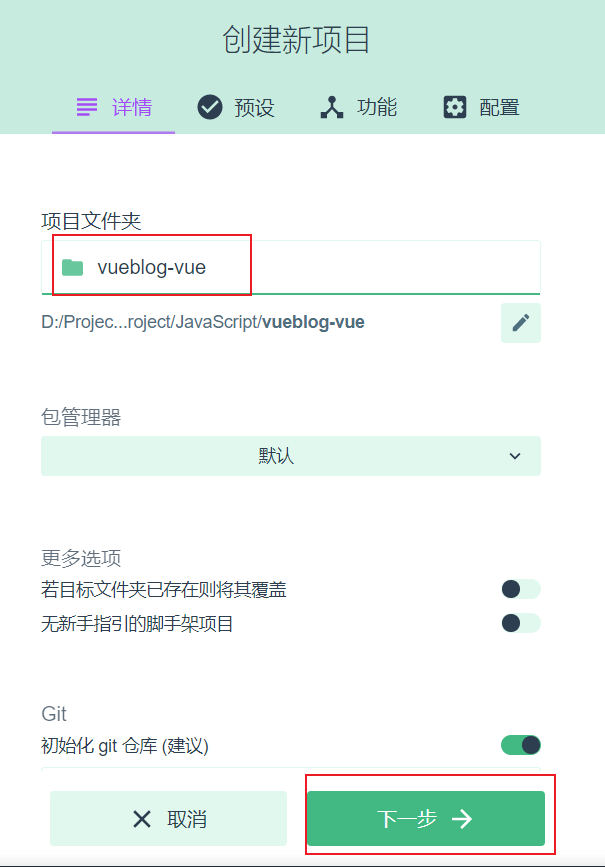 创建新项目
详情 预设 功能 配置
项目文件夹
vueblog-vue
D:/Projec...roject/JavaScript/vueblog-vue
包管理器
默认
更多选项
若目标文件夹已存在则将其覆盖
无新手指引的脚手架项目
Git
初始化 git 仓库 (建议)
取消 下一步